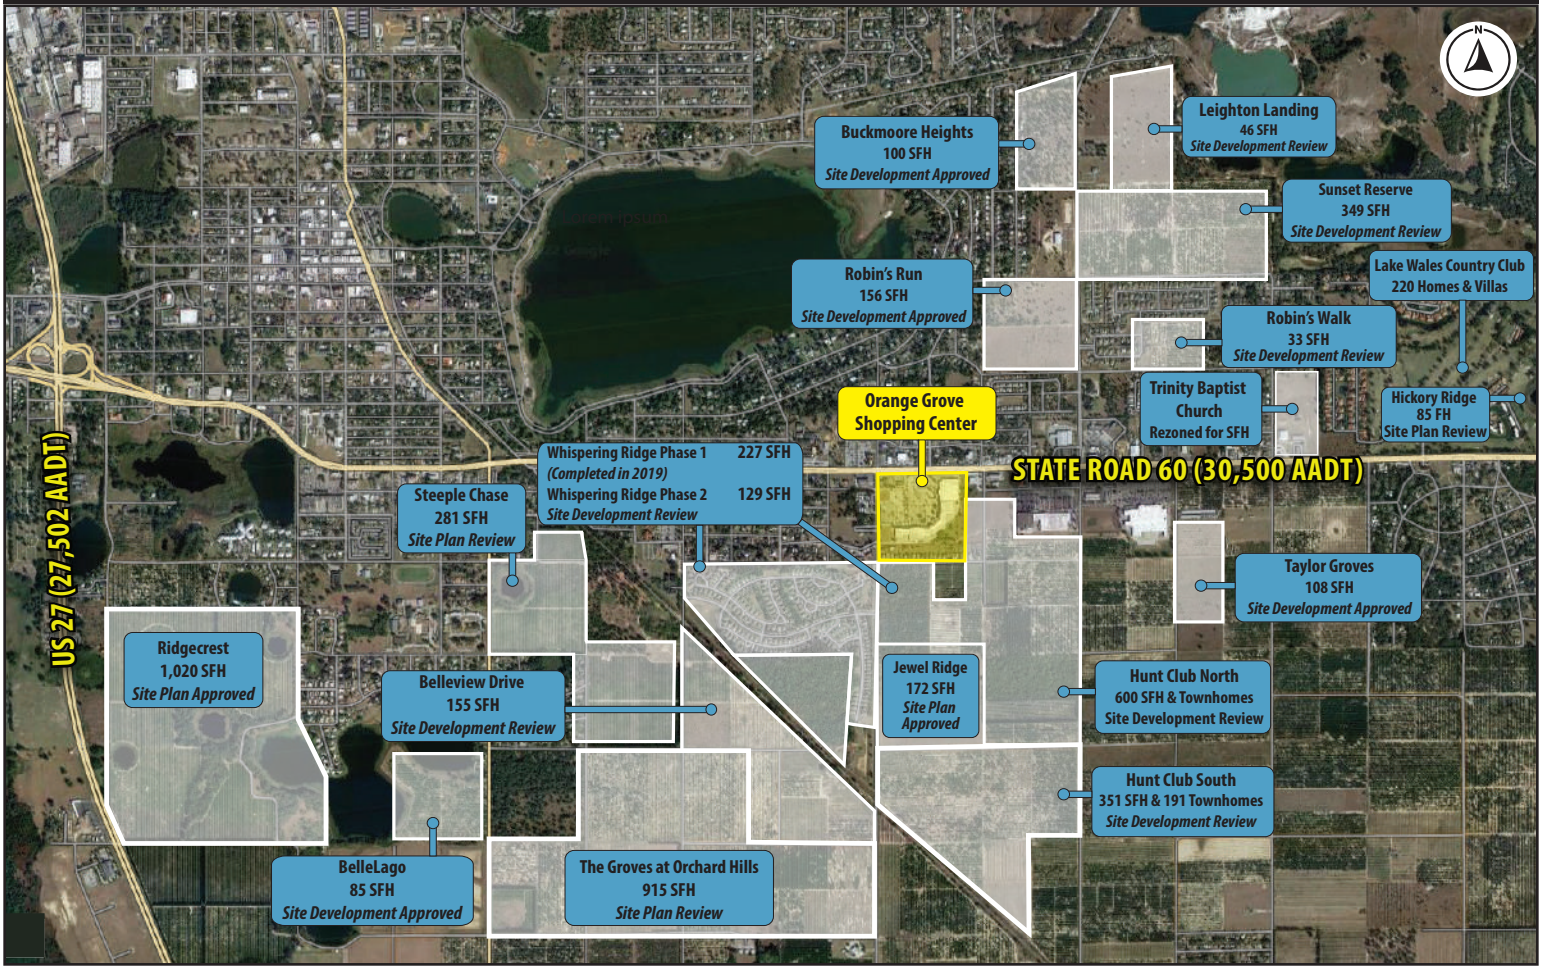 N
Leighton Landing
46 SFH
Site Development Review
Buckmoore Heights
100 SFH
Site Development Approved
Sunset Reserve
349 SFH
Site Development Review
Lake Wales Country Club
220 Homes & Villas
Robin's Run
156 SFH
Site Development Approved
Robin's Walk
33 SFH
Site Development Review
Trinity Baptist
Church
Rezoned for SFH
Hickory Ridge
85 FH
Site Plan Review
Orange Grove
Shopping Center
STATE ROAD 60 (30,500 AADT)
US 27 (27,502 AADT)
Whispering Ridge Phase 1 227 SFH
(Completed in 2019)
Whispering Ridge Phase 2 129 SFH
Site Development Review
Steeple Chase
281 SFH
Site Plan Review
Taylor Groves
108 SFH
Site Development Approved
Ridgecrest
1,020 SFH
Site Plan Approved
Belleview Drive
155 SFH
Site Development Review
Jewel Ridge
172 SFH
Site Plan
Approved
Hunt Club North
600 SFH & Townhomes
Site Development Review
Hunt Club South
351 SFH & 191 Townhomes
Site Development Review
BelleLago
85 SFH
Site Development Approved
The Groves at Orchard Hills
915 SFH
Site Plan Review